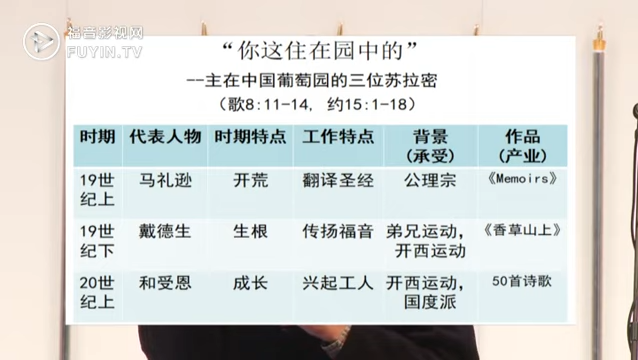 福音影视网
FUYIN.TV
“你这住在园中的”
--主在中国葡萄园的三位苏拉密
（歌8:11-14, 约15:1-18）
时期 代表人物 时期特点 工作特点 背景 作品
(承受) (产业)
19世 马礼逊 开荒 翻译圣经 公理宗 《Memoirs》
纪上
19世 戴德生 生根 传扬福音 弟兄运动, 《香草山上》
纪下 开西运动
20世 和受恩 成长 兴起工人 开西运动, 50首诗歌
纪上 国度派